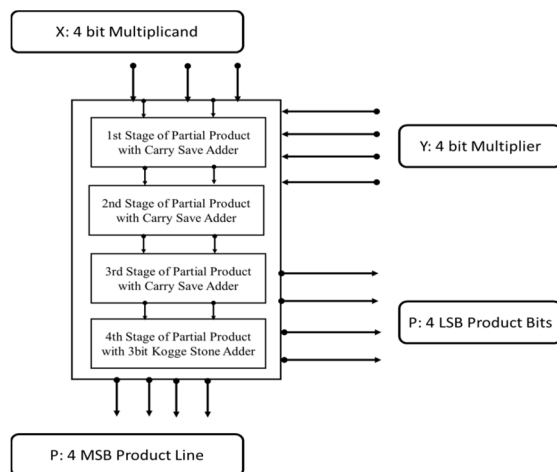 X: 4 bit Multiplicand
1st Stage of Partial Product
with Carry Save Adder
Y: 4 bit Multiplier
2nd Stage of Partial Product
with Carry Save Adder
3rd Stage of Partial Product
with Carry Save Adder
P: 4 LSB Product Bits
4th Stage of Partial Product
with 3bit Kogge Stone Adder
P: 4 MSB Product Line